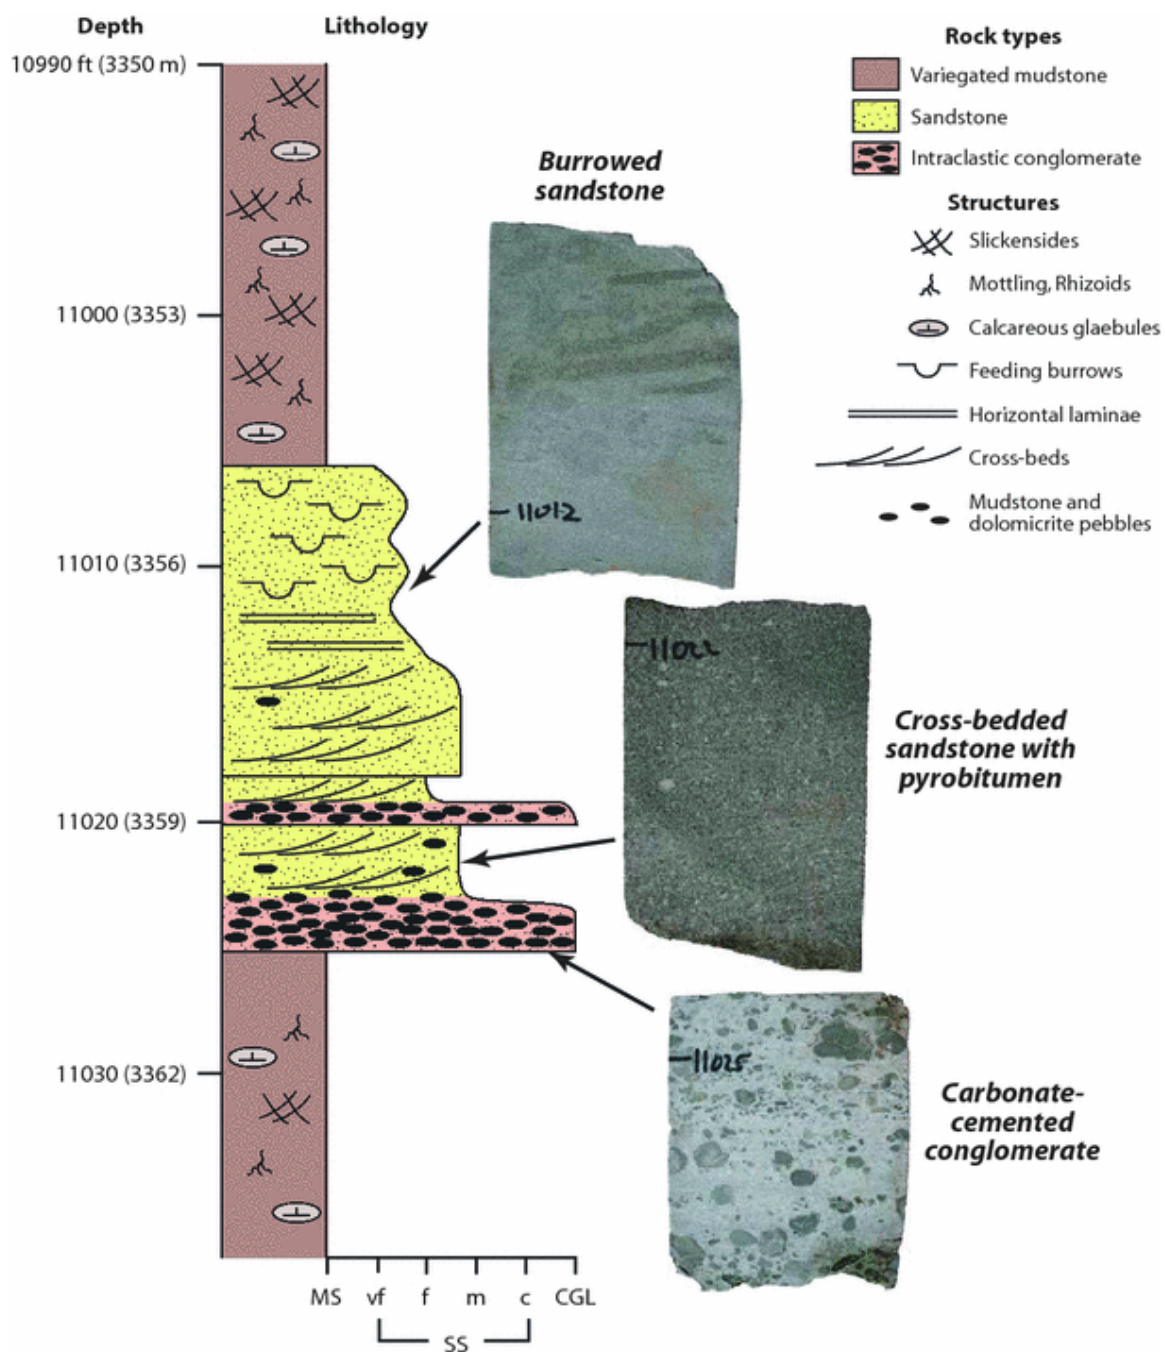 Depth
Lithology
10990 ft (3350 m)
11000 (3353)
11010 (3356)
11020 (3359)
11030 (3362)
MS vf f m c CGL
SS
Burrowed
sandstone
11012
11022
Cross-bedded
sandstone with
pyrobitumen
11025
Carbonate-
cemented
conglomerate
Rock types
Variegated mudstone
Sandstone
Intraclastic conglomerate
Structures
Slickensides
Mottling, Rhizoids
Calcareous glaebules
Feeding burrows
Horizontal laminae
Cross-beds
Mudstone and
dolomicrite pebbles